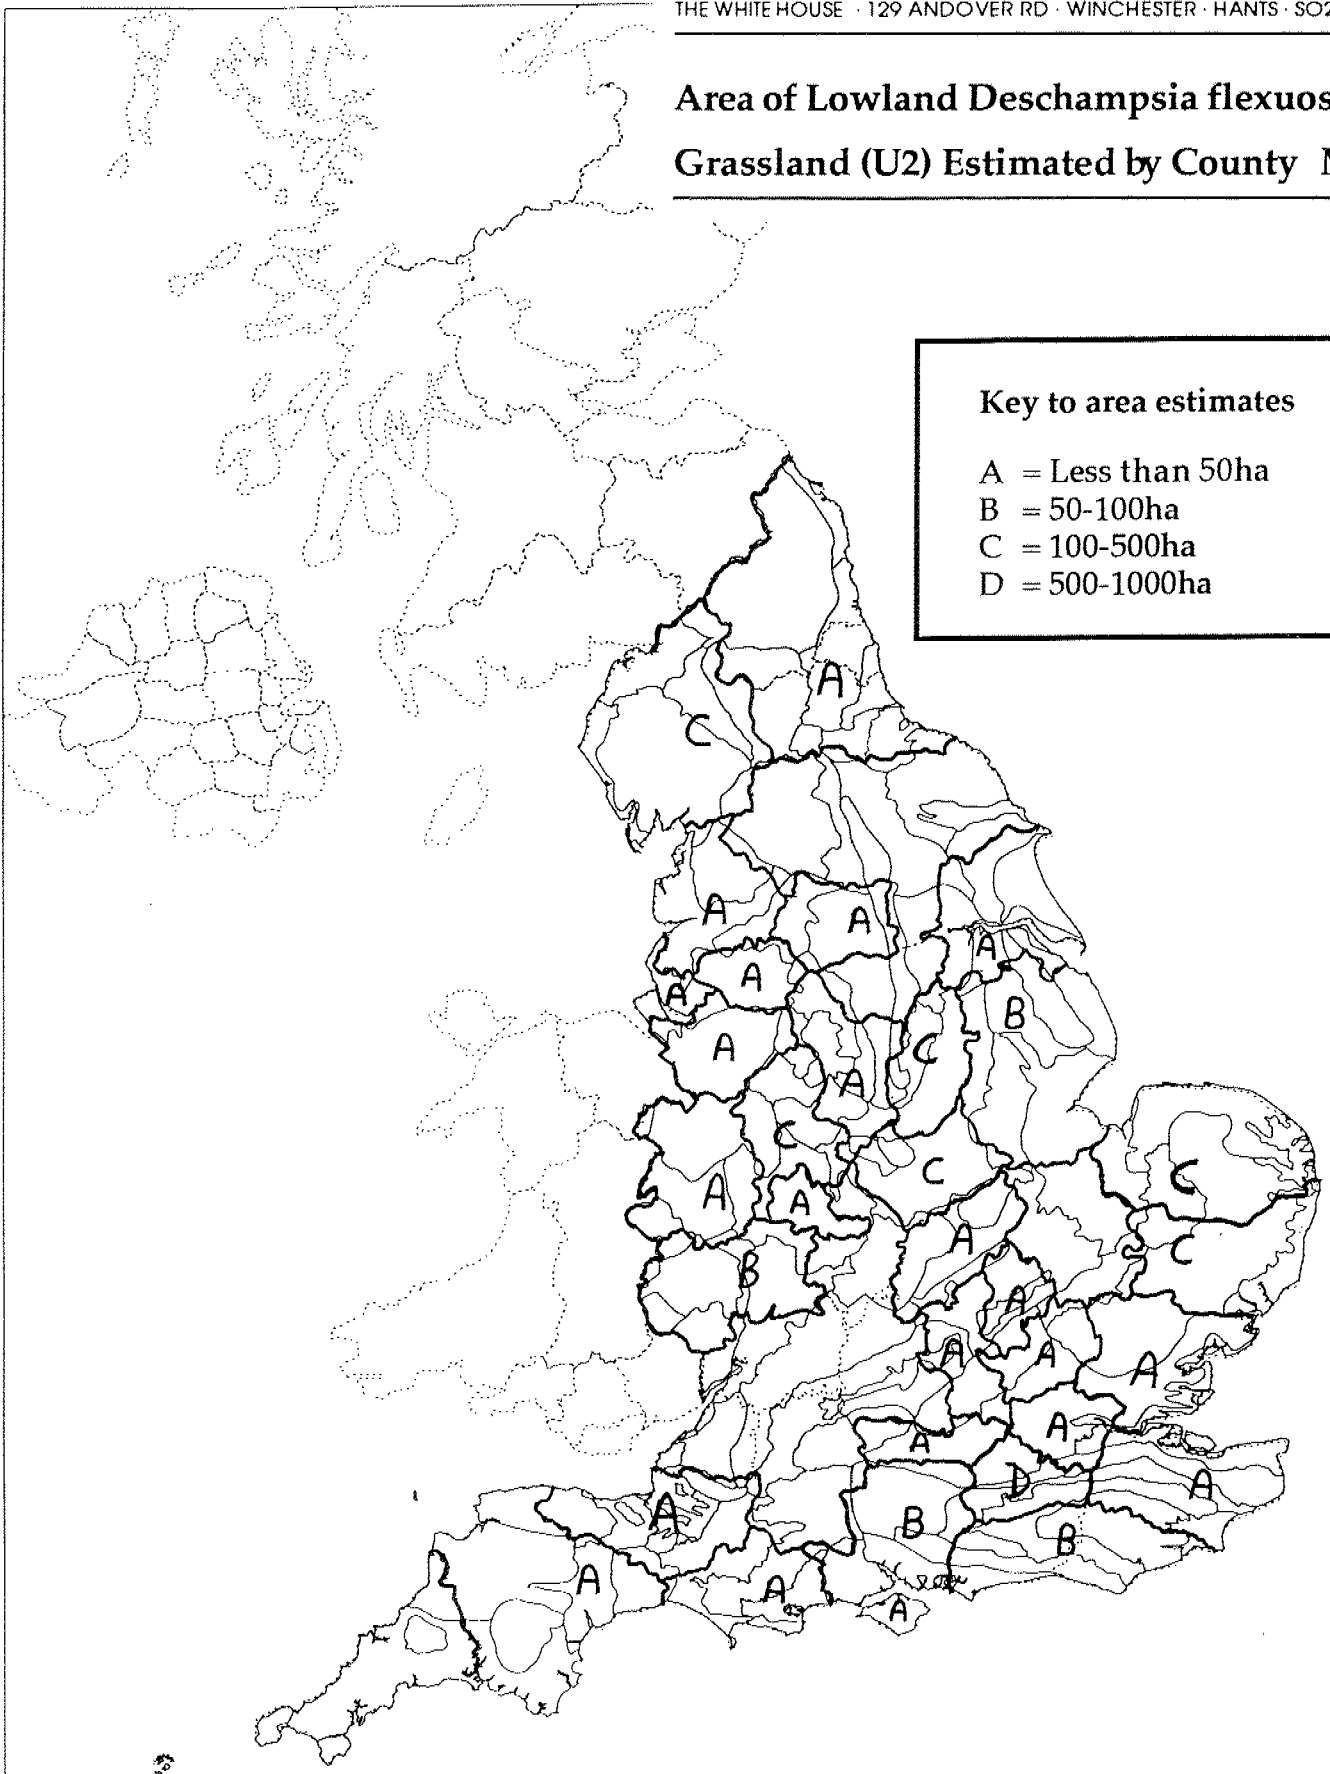 THE WHITE HOUSE · 129 ANDOVER RD · WINCHESTER · HANTS · SO2
Area of Lowland Deschampsia flexuos
Grassland (U2) Estimated by County
Key to area estimates
A = Less than 50ha
B = 50-100ha
C = 100-500ha
D = 500-1000ha
A
C
A
A
A
A
A
B
A
C
A
C
C
C
A
A
A
C
B
A
A
A
A
A
A
D
A
A
B
B
A
A
A